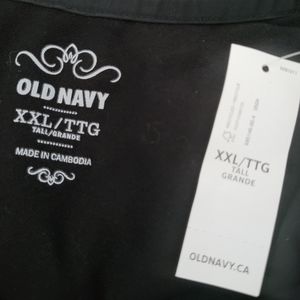 OLD NAVY
XXL/TTG
TALL/GRANDE
MADE IN CAMBODIA
XXL/TTG
TALL
GRANDE
OLDNAVY.CA